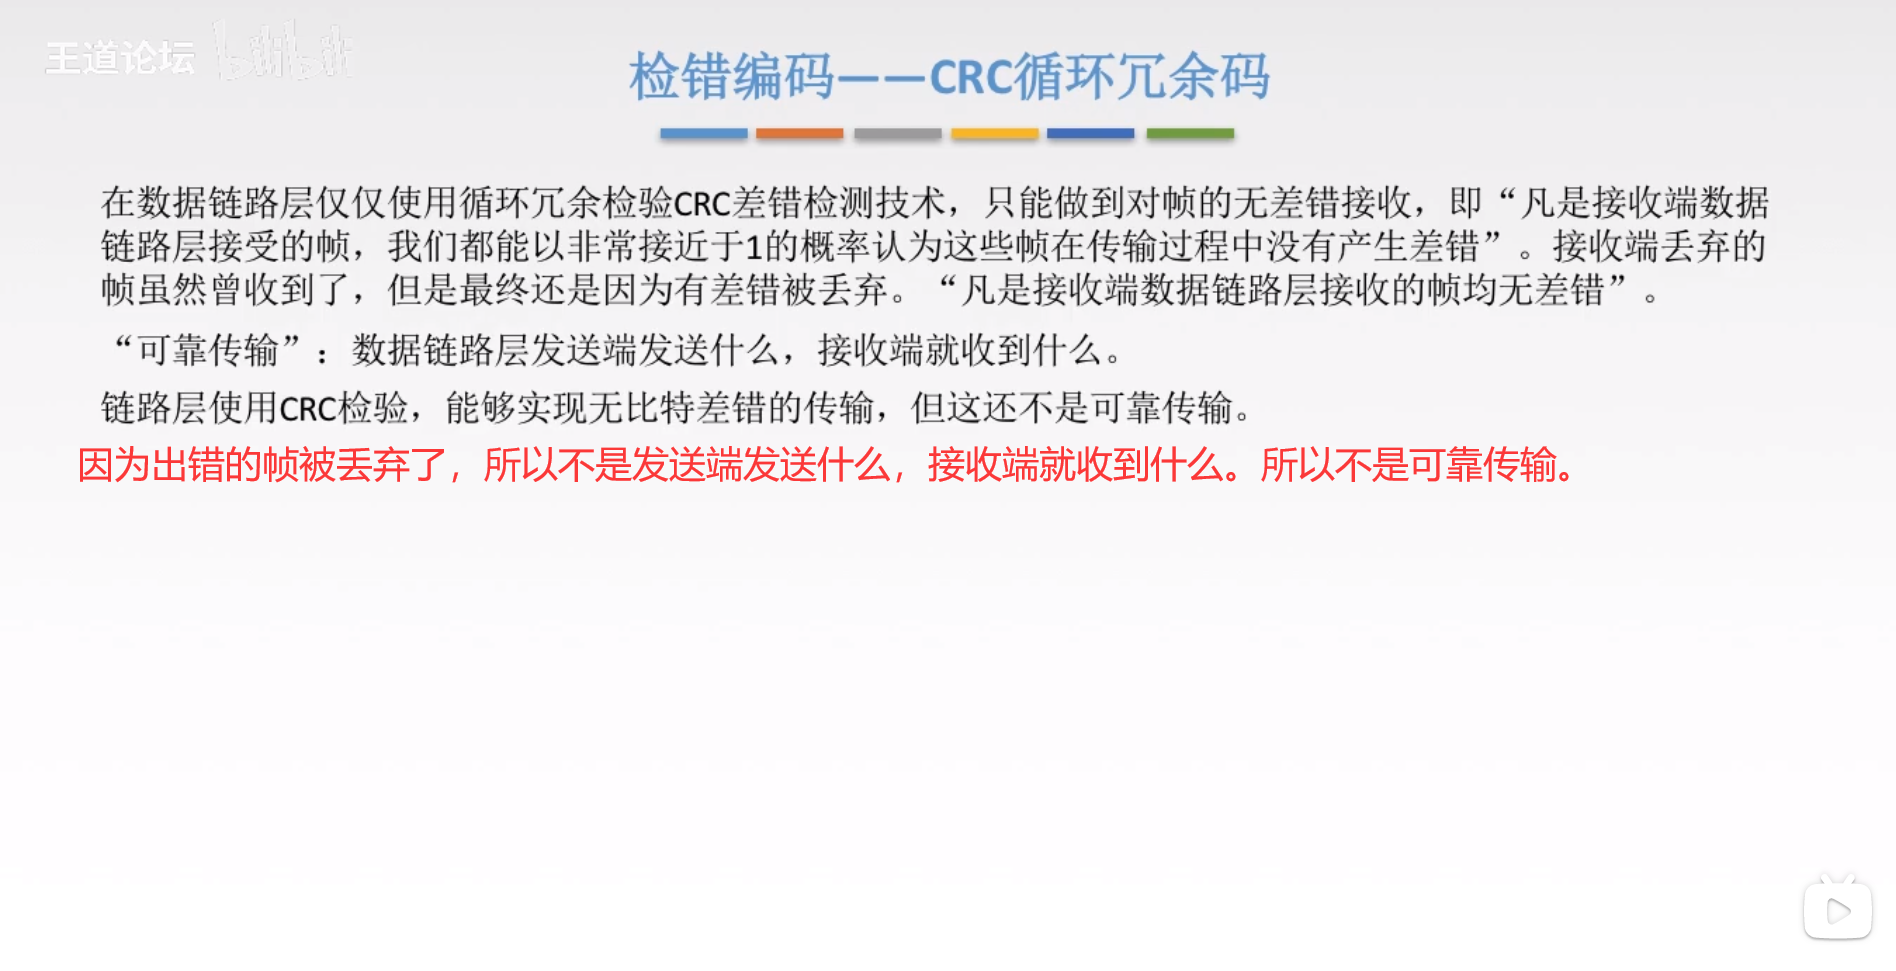 王道论坛 bilibili
检错编码——CRC循环冗余码
在数据链路层仅仅使用循环冗余检验CRC差错检测技术，只能做到对帧的无差错接收，即“凡是接收端数据
链路层接受的帧，我们都能以非常接近于1的概率认为这些帧在传输过程中没有产生差错”。接收端丢弃的
帧虽然曾收到了，但是最终还是因为有差错被丢弃。“凡是接收端数据链路层接收的帧均无差错”。
“可靠传输”：数据链路层发送端发送什么，接收端就收到什么。
链路层使用CRC检验，能够实现无比特差错的传输，但这还不是可靠传输。
因为出错的帧被丢弃了，所以不是发送端发送什么，接收端就收到什么。所以不是可靠传输。